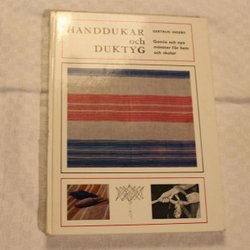 HANDDUKAR
och
DUKTYG
GERTRUD INGERS
Gamla och nya
mönster för hem
och skolor